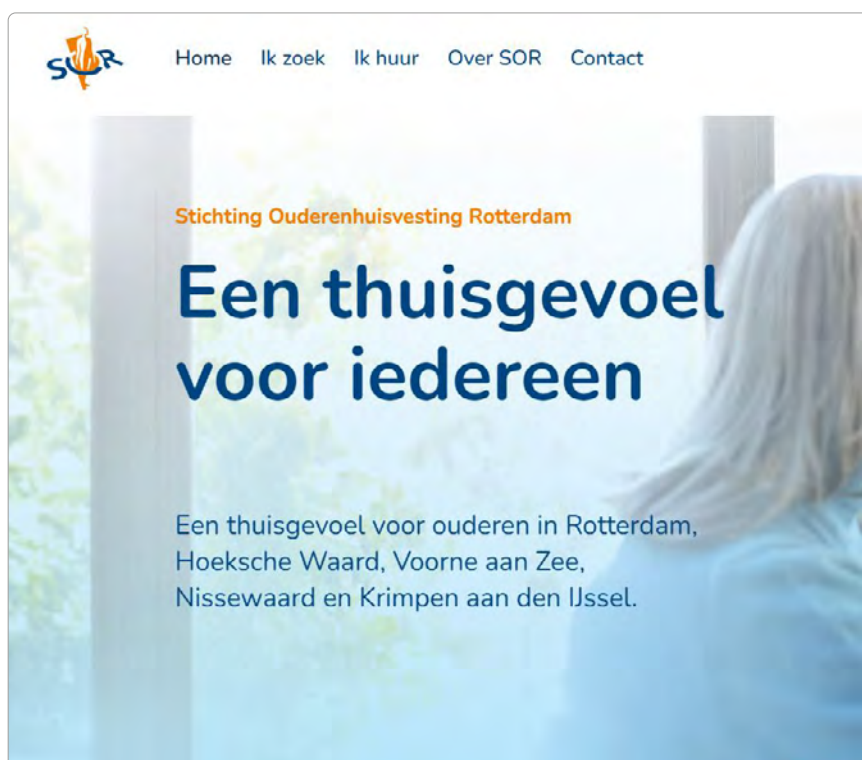 SOR
Home Ik zoek Ik huur Over SOR Contact
Stichting Ouderenhuisvesting Rotterdam
Een thuisgevoel
voor iedereen
Een thuisgevoel voor ouderen in Rotterdam,
Hoeksche Waard, Voorne aan Zee,
Nissewaard en Krimpen aan den IJssel.